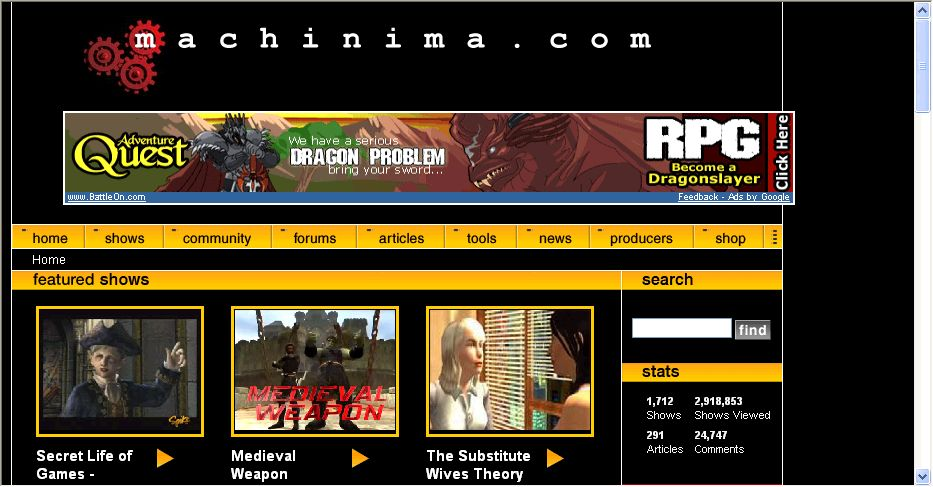 machinima.com
Adventure
Quest
We have a serious
DRAGON PROBLEM
bring your sword...
RPG
Become a
Dragonslayer
Click Here
www.BattleOn.com
Feedback - Ads by Google
home shows community forums articles tools news producers shop
Home
featured shows
search
find
stats
1,712 2,918,853
Shows Shows Viewed
291 24,747
Articles Comments
MEDIEVAL
WEAPON
Spike
Secret Life of
Games -
Medieval
Weapon
The Substitute
Wives Theory